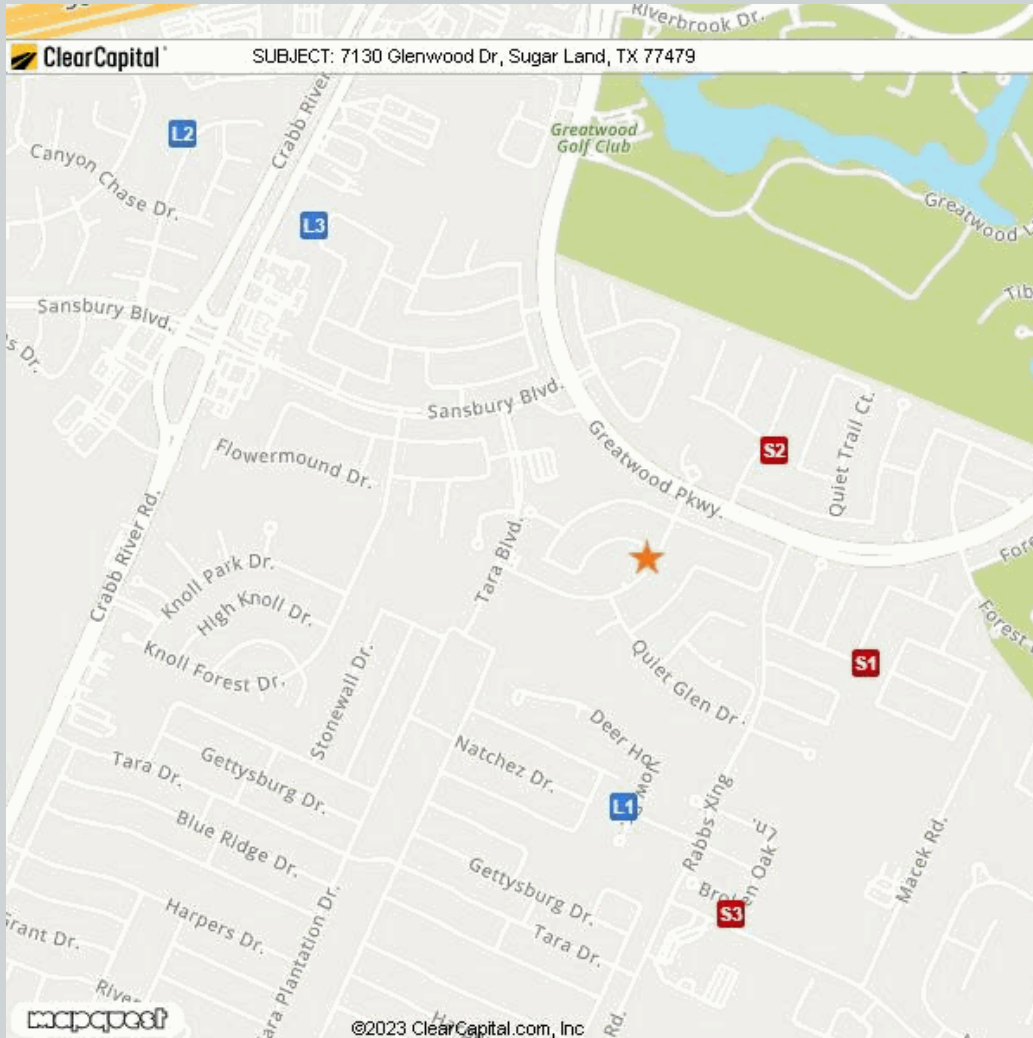 Riverbrook Dr.
ClearCapital
SUBJECT: 7130 Glenwood Dr, Sugar Land, TX 77479
L2
Crabb River
Greatwood
Golf Club
Canyon Chase Dr.
Greatwood
L3
Sansbury Blvd.
Sansbury Blvd.
Quiet Trail Ct.
Greatwood Pkwy.
S2
Flowermound Dr.
Crabb River Rd.
Tara Blvd.
Knoll Park Dr.
High Knoll Dr.
Knoll Forest Dr.
Stonewall Dr.
Quiet Glen Dr.
S1
Deer
Natchez Dr.
Tara Dr.
Gettysburg Dr.
L1
Rabbs Xing
Blue Ridge Dr.
Ln.
Macek Rd.
Gettysburg Dr.
Broken Oak
S3
Harpers Dr.
Tara Dr.
Grant Dr.
Plantation Dr.
Rd.
mapquest
©2023 ClearCapital.com, Inc